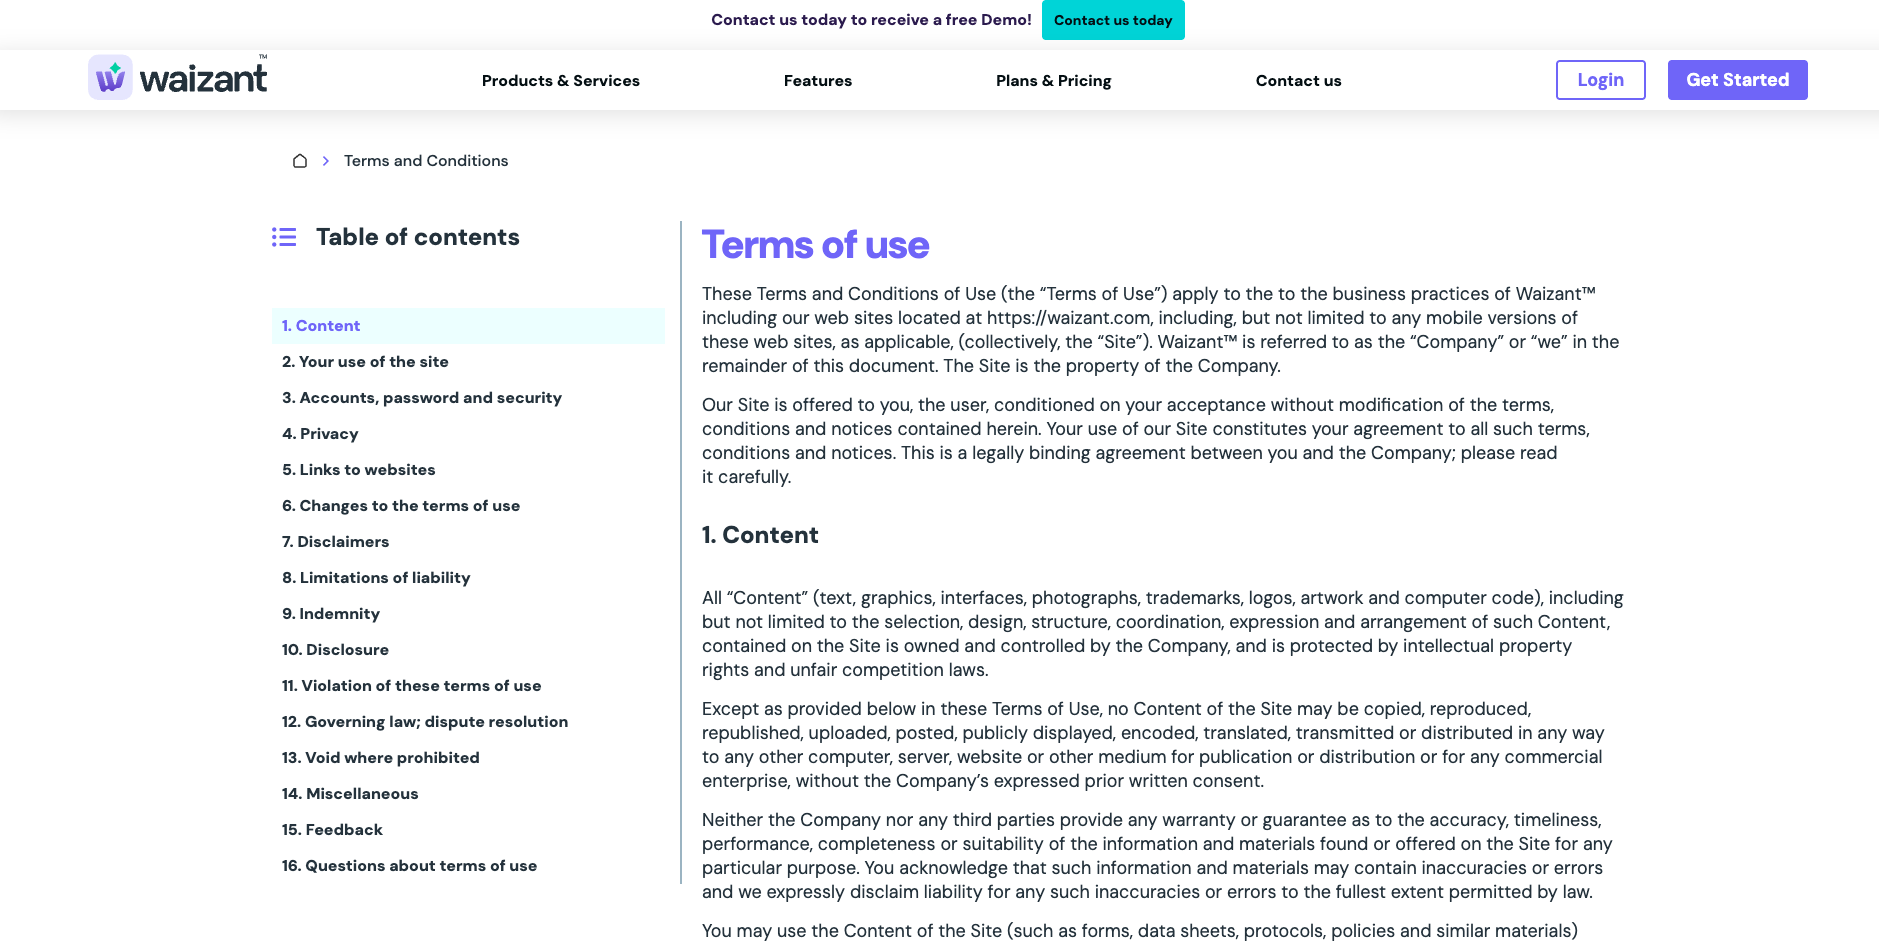 Contact us today to receive a free Demo!
Contact us today
waizant™
Products & Services
Features
Plans & Pricing
Contact us
Login
Get Started
Terms and Conditions
Table of contents
1. Content
2. Your use of the site
3. Accounts, password and security
4. Privacy
5. Links to websites
6. Changes to the terms of use
7. Disclaimers
8. Limitations of liability
9. Indemnity
10. Disclosure
11. Violation of these terms of use
12. Governing law; dispute resolution
13. Void where prohibited
14. Miscellaneous
15. Feedback
16. Questions about terms of use
Terms of use
These Terms and Conditions of Use (the “Terms of Use”) apply to the to the business practices of Waizant™
including our web sites located at https://waizant.com, including, but not limited to any mobile versions of
these web sites, as applicable, (collectively, the “Site”). Waizant™ is referred to as the “Company” or “we” in the
remainder of this document. The Site is the property of the Company.
Our Site is offered to you, the user, conditioned on your acceptance without modification of the terms,
conditions and notices contained herein. Your use of our Site constitutes your agreement to all such terms,
conditions and notices. This is a legally binding agreement between you and the Company; please read
it carefully.
1. Content
All “Content” (text, graphics, interfaces, photographs, trademarks, logos, artwork and computer code), including
but not limited to the selection, design, structure, coordination, expression and arrangement of such Content,
contained on the Site is owned and controlled by the Company, and is protected by intellectual property
rights and unfair competition laws.
Except as provided below in these Terms of Use, no Content of the Site may be copied, reproduced,
republished, uploaded, posted, publicly displayed, encoded, translated, transmitted or distributed in any way
to any other computer, server, website or other medium for publication or distribution or for any commercial
enterprise, without the Company’s expressed prior written consent.
Neither the Company nor any third parties provide any warranty or guarantee as to the accuracy, timeliness,
performance, completeness or suitability of the information and materials found or offered on the Site for any
particular purpose. You acknowledge that such information and materials may contain inaccuracies or errors
and we expressly disclaim liability for any such inaccuracies or errors to the fullest extent permitted by law.
You may use the Content of the Site (such as forms, data sheets, protocols, policies and similar materials)